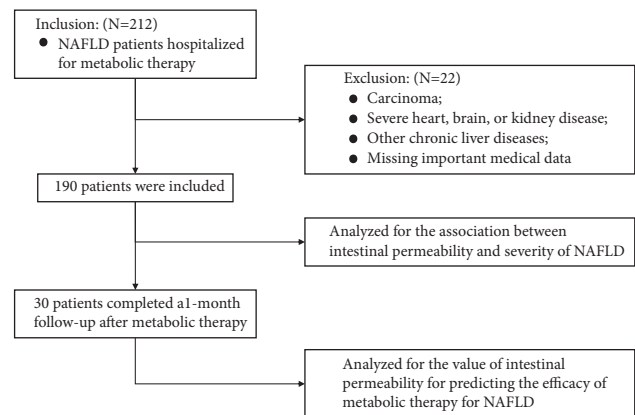 Inclusion: (N=212)
● NAFLD patients hospitalized
for metabolic therapy
Exclusion: (N=22)
● Carcinoma;
● Severe heart, brain, or kidney disease;
● Other chronic liver diseases;
● Missing important medical data
190 patients were included
Analyzed for the association between
intestinal permeability and severity of NAFLD
30 patients completed a1-month
follow-up after metabolic therapy
Analyzed for the value of intestinal
permeability for predicting the efficacy of
metabolic therapy for NAFLD